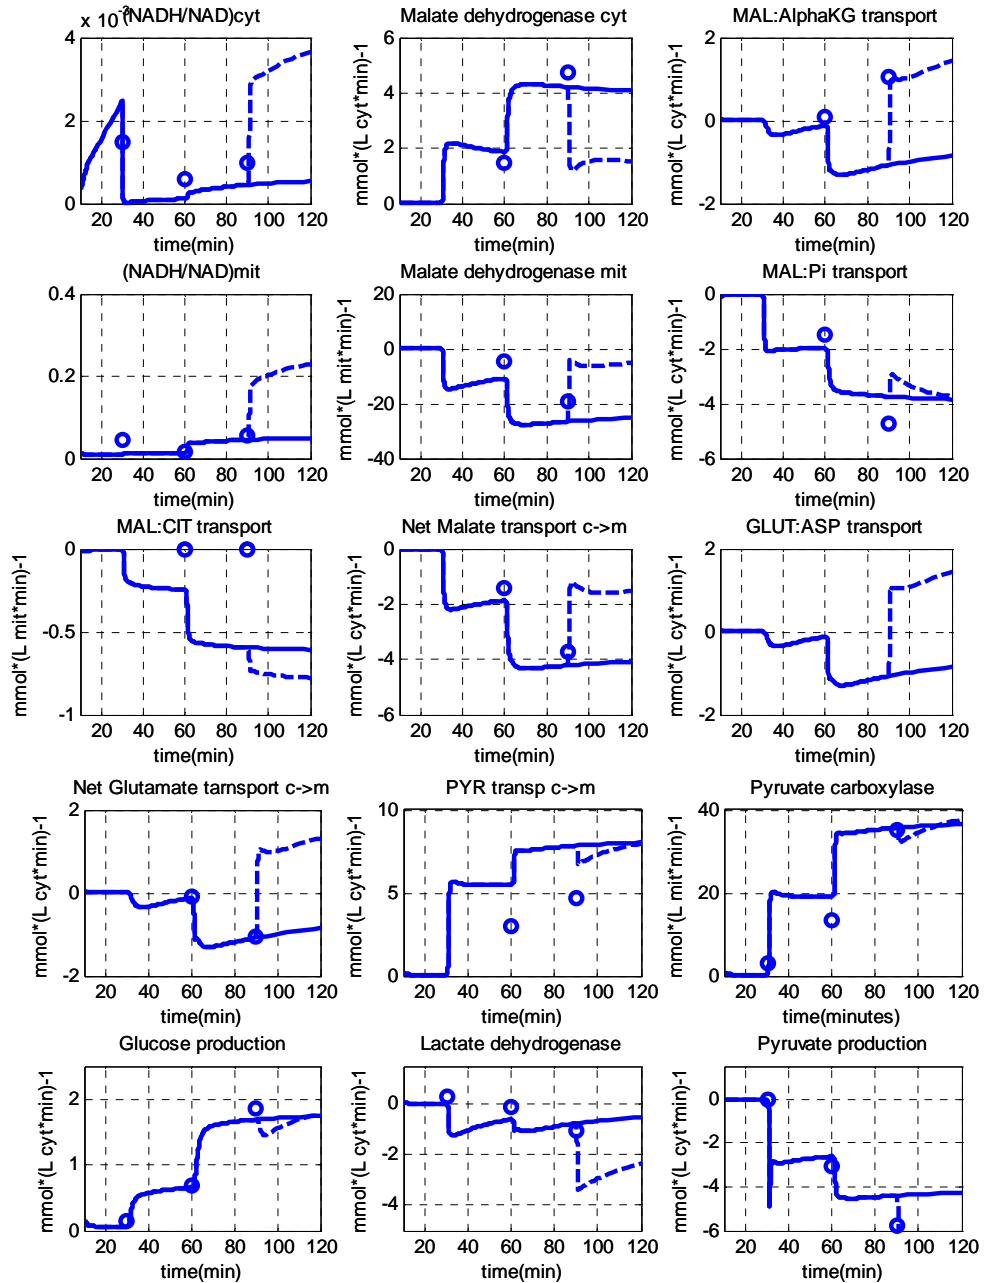 x 10-3
(NADH/NAD)cyt
4
2
0
20 40 60 80 100 120
time(min)
Malate dehydrogenase cyt
mmol*(L cyt*min)-1
6
4
2
0
20 40 60 80 100 120
time(min)
MAL:AlphaKG transport
mmol*(L cyt*min)-1
2
0
-2
20 40 60 80 100 120
time(min)
(NADH/NAD)mit
0.4
0.2
0
20 40 60 80 100 120
time(min)
Malate dehydrogenase mit
mmol*(L mit*min)-1
20
0
-20
-40
20 40 60 80 100 120
time(min)
MAL:Pi transport
mmol*(L cyt*min)-1
0
-2
-4
-6
20 40 60 80 100 120
time(min)
MAL:CIT transport
mmol*(L mit*min)-1
0
-0.5
-1
20 40 60 80 100 120
time(min)
Net Malate transport c->m
mmol*(L cyt*min)-1
0
-2
-4
-6
20 40 60 80 100 120
time(min)
GLUT:ASP transport
mmol*(L cyt*min)-1
2
0
-2
20 40 60 80 100 120
time(min)
Net Glutamate tarnsport c->m
mmol*(L cyt*min)-1
2
0
-2
20 40 60 80 100 120
time(min)
PYR transp c->m
mmol*(L cyt*min)-1
10
5
0
20 40 60 80 100 120
time(min)
Pyruvate carboxylase
mmol*(L mit*min)-1
40
20
0
20 40 60 80 100 120
time(minutes)
Glucose production
mmol*(L cyt*min)-1
2
1
0
20 40 60 80 100 120
time(min)
Lactate dehydrogenase
mmol*(L cyt*min)-1
0
-2
-4
20 40 60 80 100 120
time(min)
Pyruvate production
mmol*(L cyt*min)-1
0
-2
-4
-6
20 40 60 80 100 120
time(min)